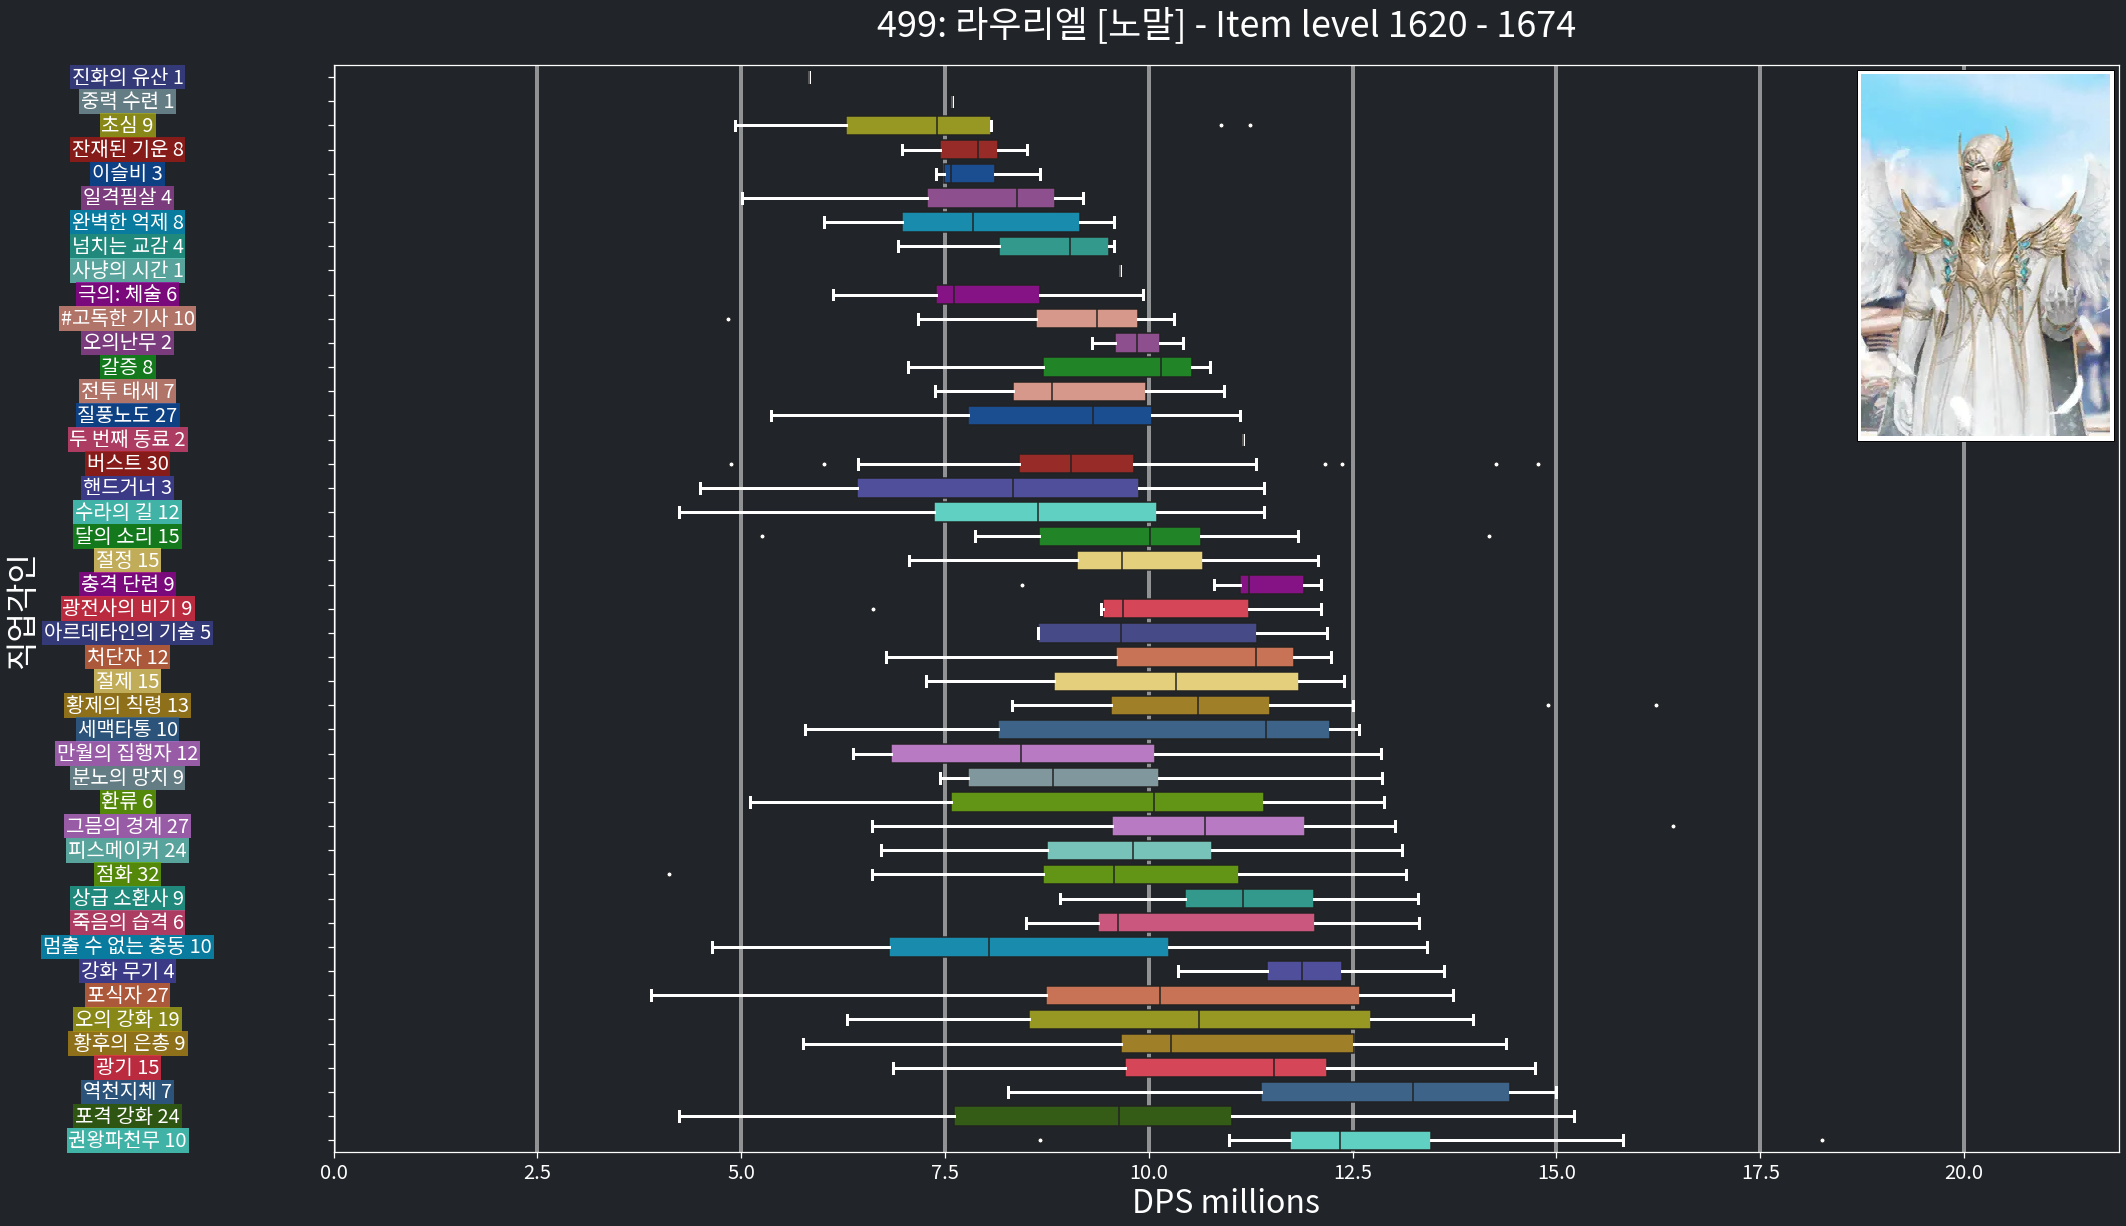 499: 라우리엘 [노말] - Item level 1620 - 1674
진화의 유산 1
중력 수련 1
초심 9
잔재된 기운 8
이슬비 3
일격필살 4
완벽한 억제 8
넘치는 교감 4
사냥의 시간 1
극의: 체술 6
#고독한 기사 10
오의난무 2
갈증 8
전투 태세 7
질풍노도 27
두 번째 동료 2
버스트 30
핸드거너 3
수라의 길 12
달의 소리 15
절정 15
충격 단련 9
광전사의 비기 9
아르데타인의 기술 5
처단자 12
절제 15
황제의 칙령 13
세맥타통 10
만월의 집행자 12
분노의 망치 9
환류 6
그믐의 경계 27
피스메이커 24
점화 32
상급 소환사 9
죽음의 습격 6
멈출 수 없는 충동 10
강화 무기 4
포식자 27
오의 강화 19
황후의 은총 9
광기 15
역천지체 7
포격 강화 24
권왕파천무 10
직업각인
0.0 2.5 5.0 7.5 10.0 12.5 15.0 17.5 20.0
DPS millions